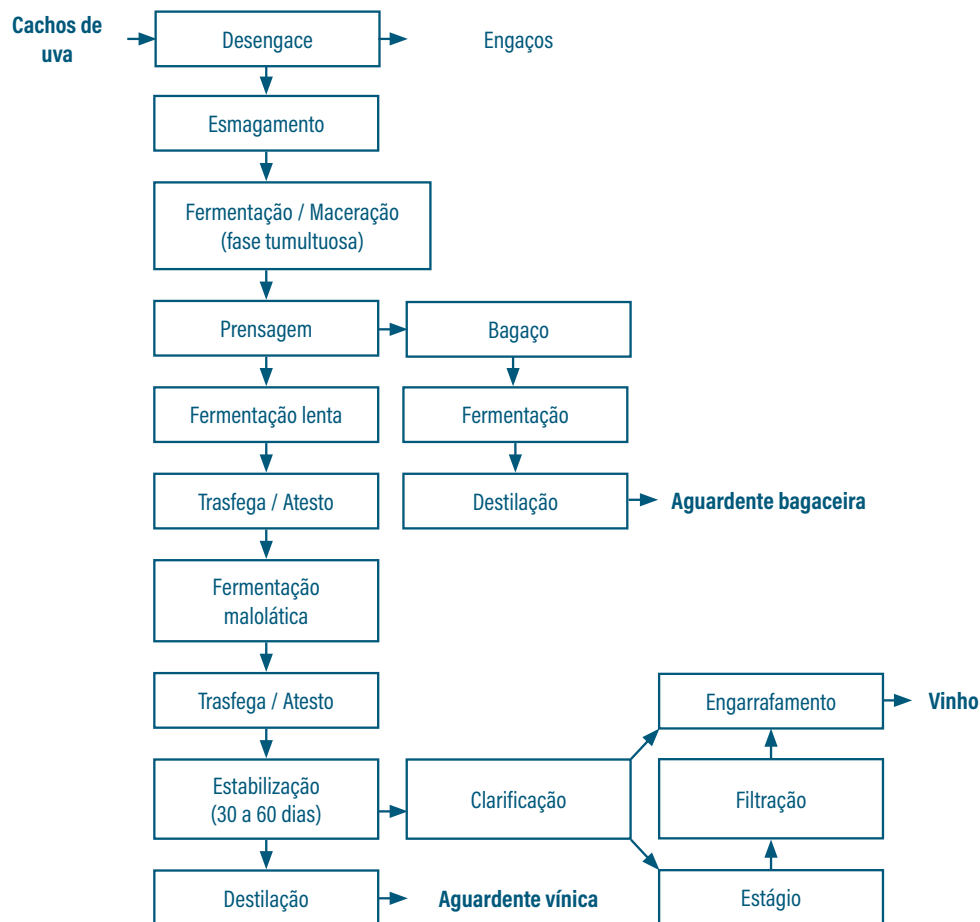 Cachos de
uva
Desengace
Engaços
Esmagamento
Fermentação / Maceração
(fase tumultuosa)
Prensagem
Bagaço
Fermentação lenta
Fermentação
Trasfega / Atesto
Destilação
Aguardente bagaceira
Fermentação
malolática
Trasfega / Atesto
Engarrafamento
Vinho
Estabilização
(30 a 60 dias)
Clarificação
Filtração
Destilação
Aguardente vínica
Estágio